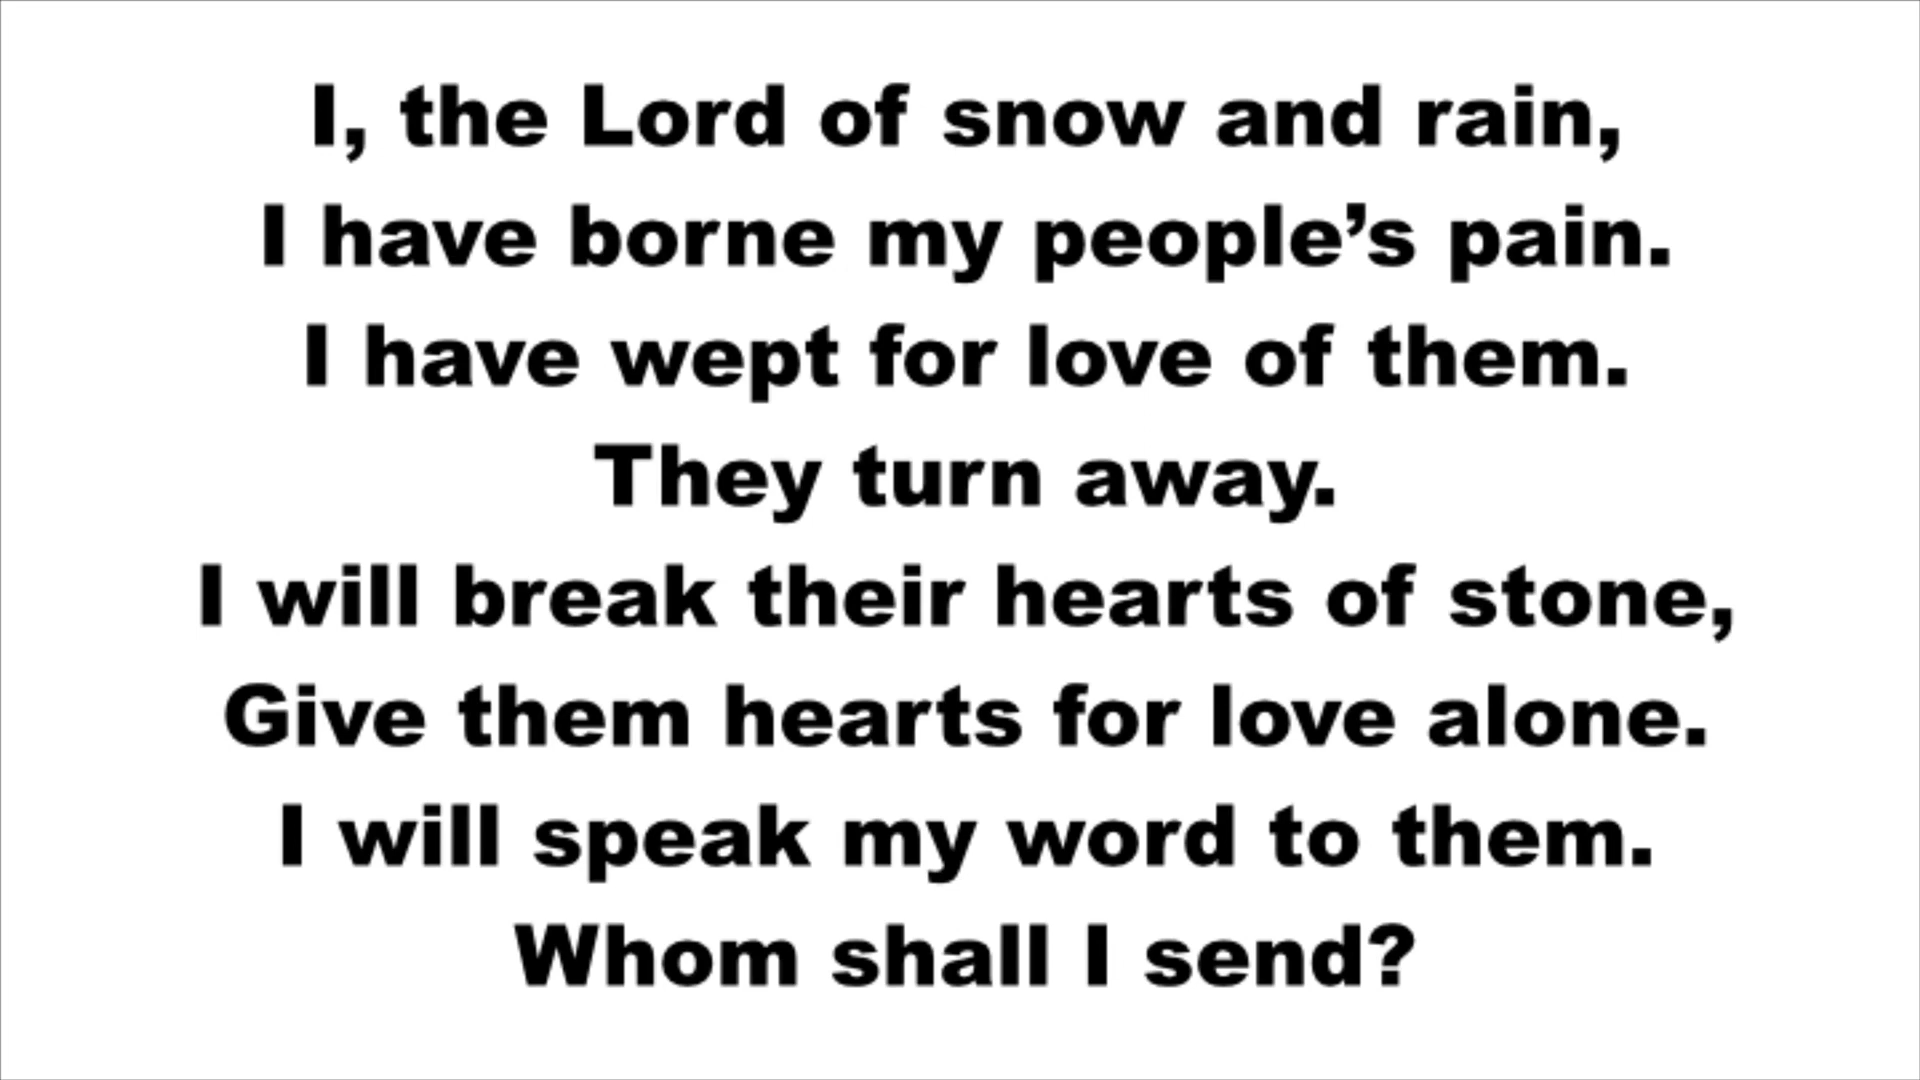 I, the Lord of snow and rain,
I have borne my people’s pain.
I have wept for love of them.
They turn away.
I will break their hearts of stone,
Give them hearts for love alone.
I will speak my word to them.
Whom shall I send?